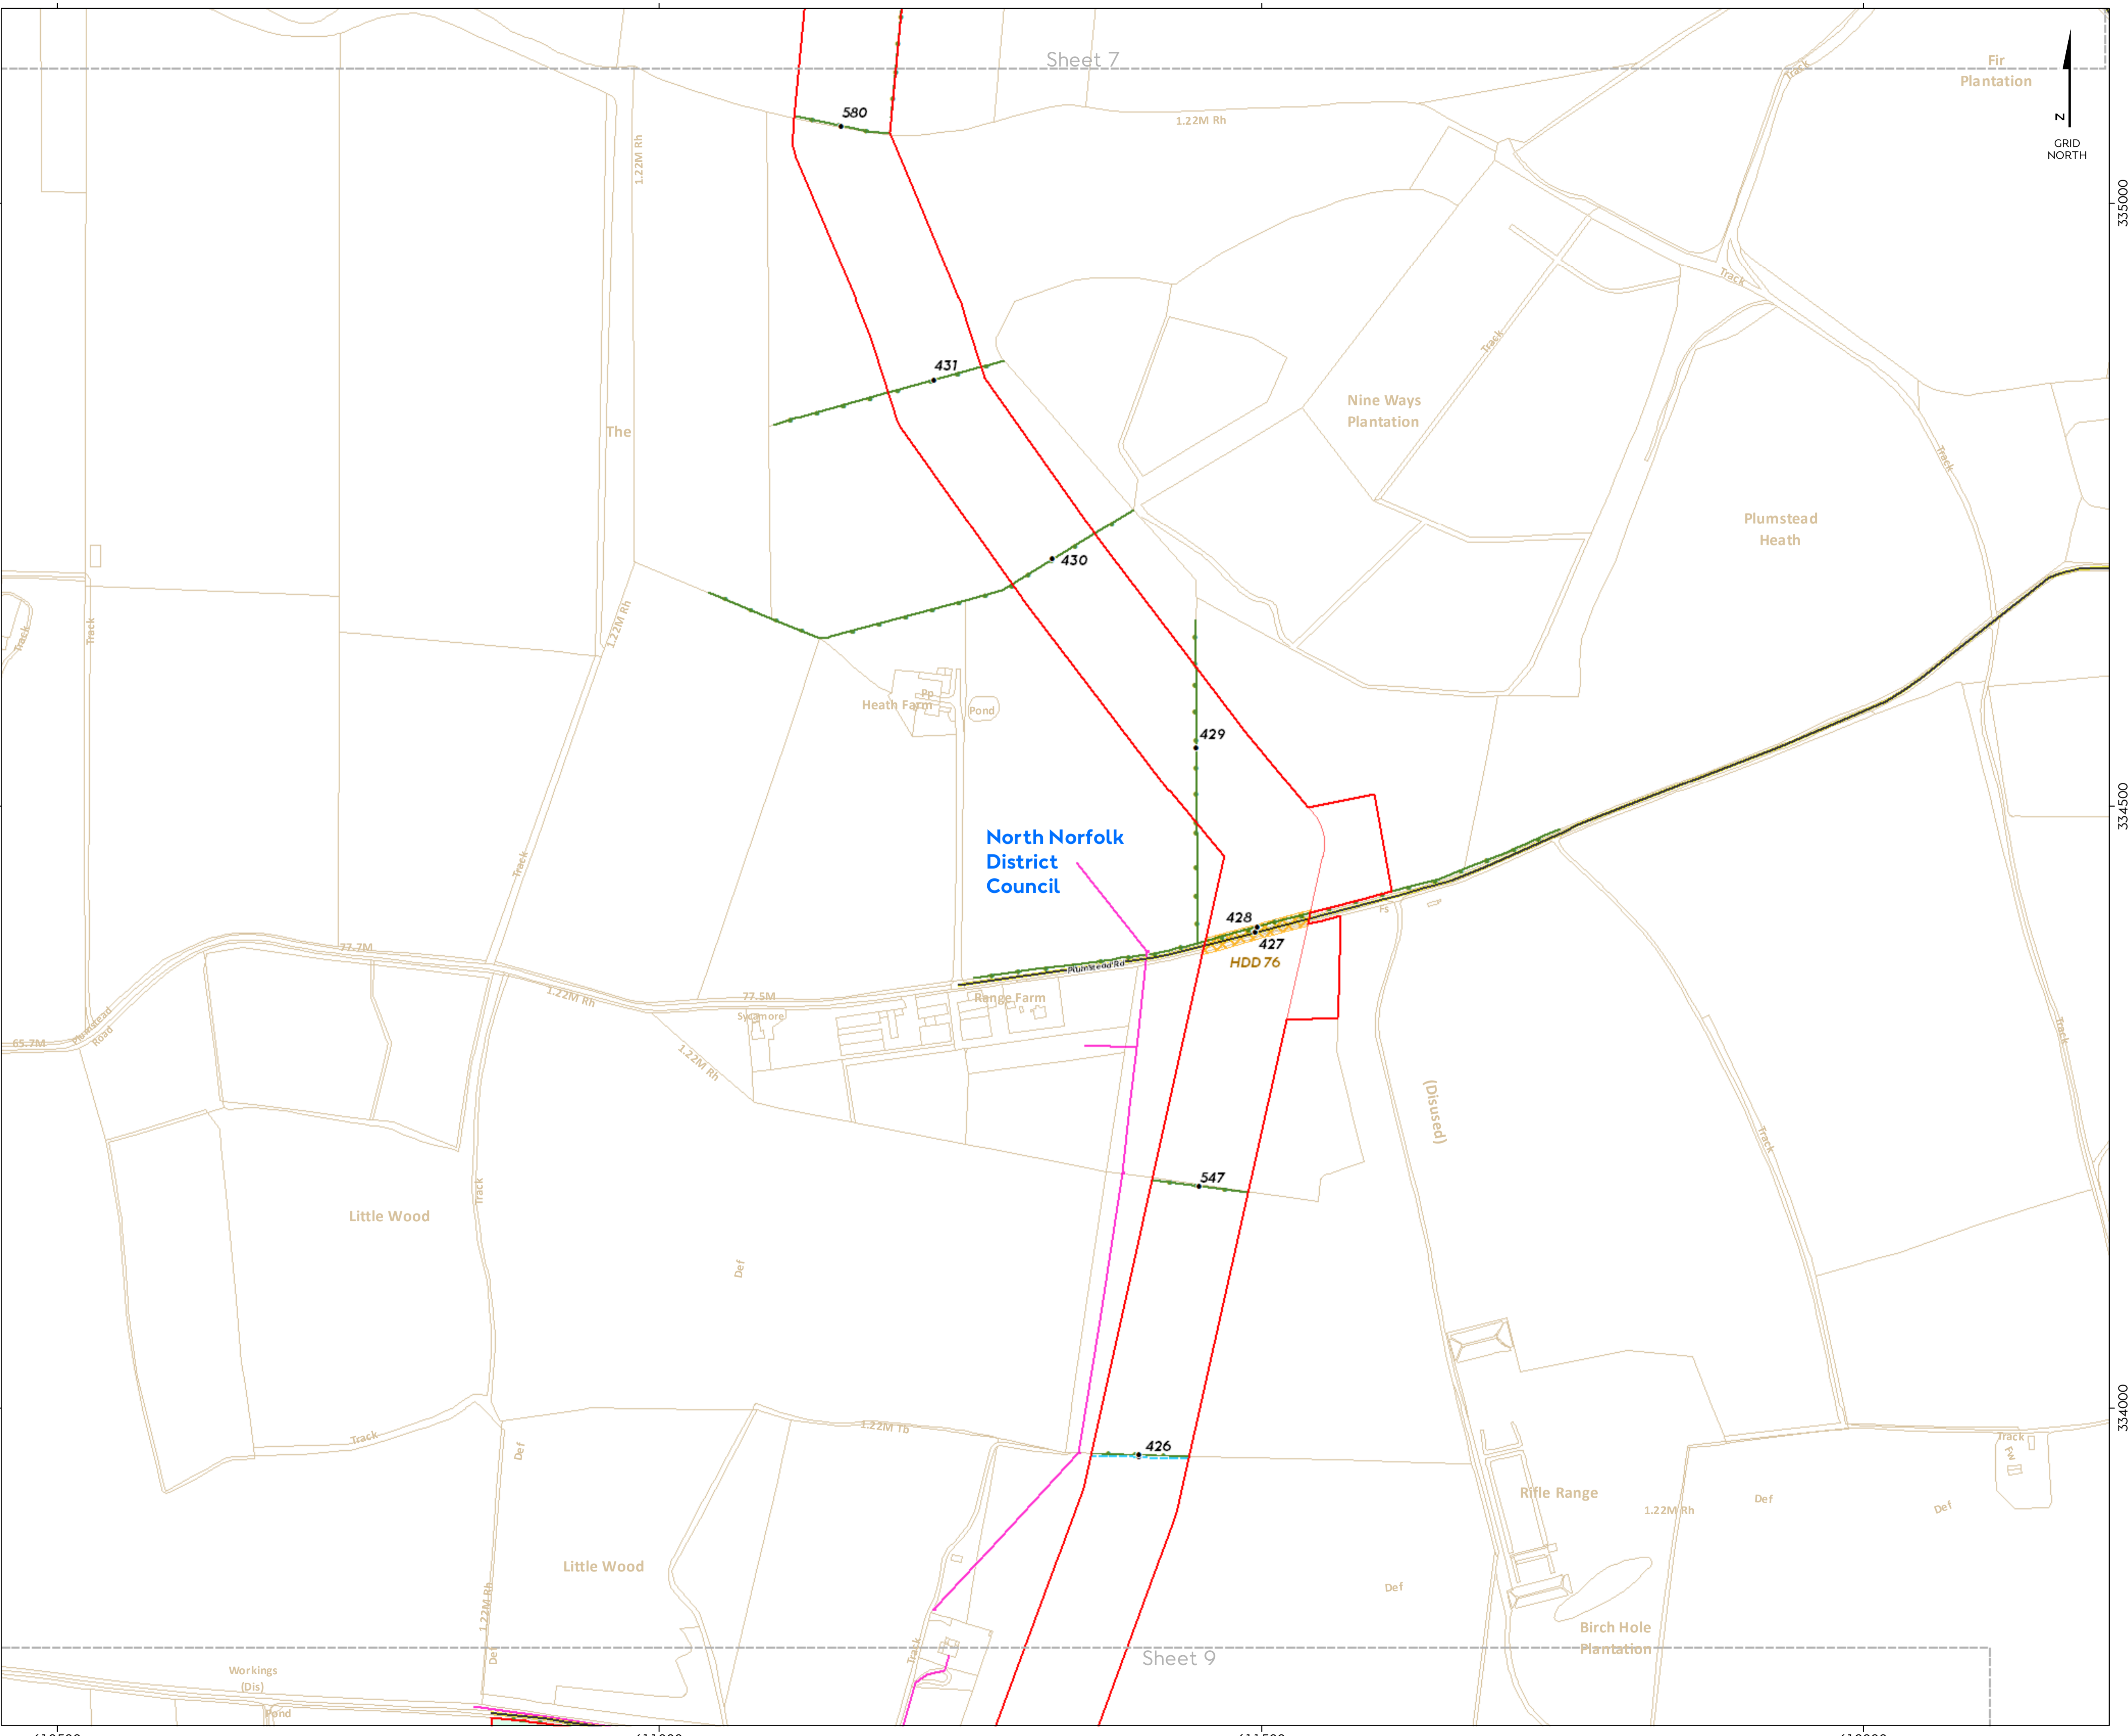 Sheet 7
Fir
Plantation
Track
N
GRID
NORTH
580
1.22M Rh
1.22M Rh
335000
Track
431
Track
The
Nine Ways
Plantation
Track
Plumstead
Heath
430
1.22M Rh
Track
Track
Pp
Heath Farm
Pond
429
334500
North Norfolk
District
Council
Track
428
427
HDD 76
Fs
77.7M
Plumstead Rd
1.22M Rh
77.5M
Range Farm
Sycamore
Plumstead
Road
65.7M
1.22M Rh
Track
(Disused)
Track
547
Track
Little Wood
Def
334000
1.22M Tb
426
Track
Def
Track
Fw
Rifle Range
1.22M Rh
Def
Def
Little Wood
Def
1.22M Rh
Birch Hole
Plantation
Track
Def
Sheet 9
Workings
(Dis)
Pond